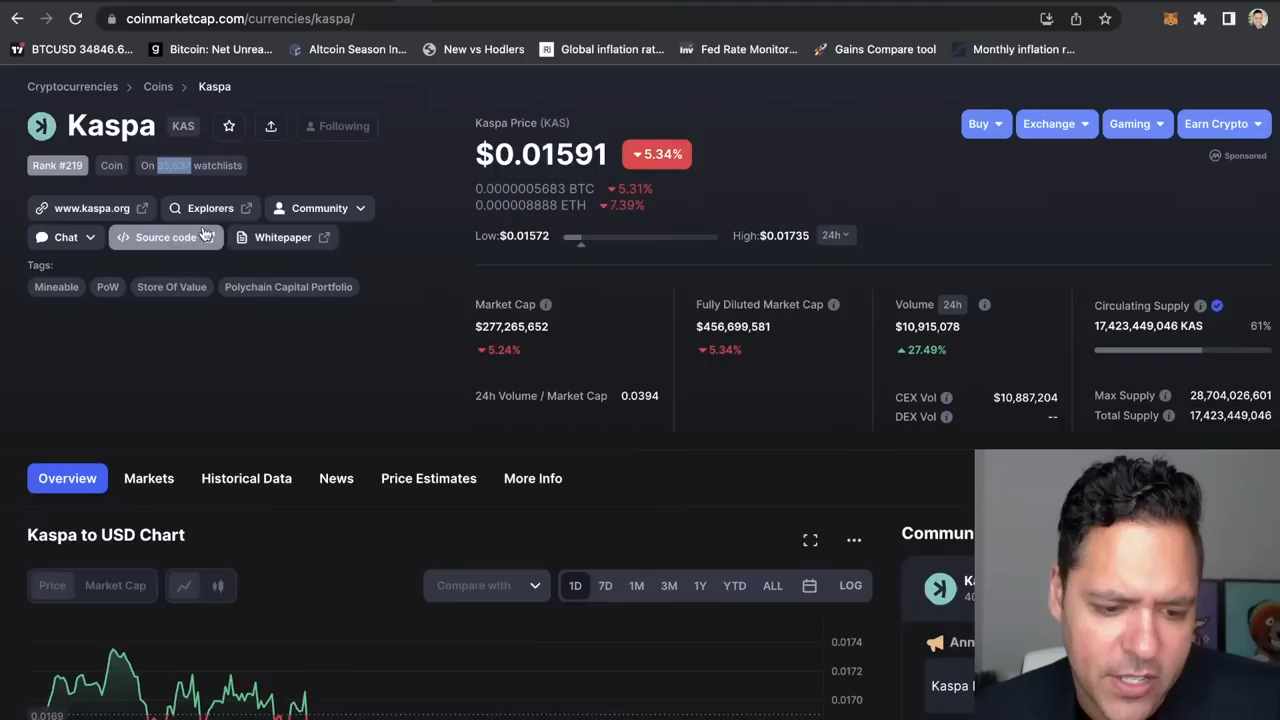 coinmarketcap.com/currencies/kaspa/
BTCUSD 34846.6... Bitcoin: Net Unrea... Altcoin Season In... New vs Hodlers Global inflation rat... Fed Rate Monitor... Gains Compare tool Monthly inflation r...
Cryptocurrencies Coins Kaspa
Kaspa KAS Following
Rank #219 Coin On watchlists
www.kaspa.org Explorers Community
Chat Source code Whitepaper
Tags:
Mineable PoW Store Of Value Polychain Capital Portfolio
Kaspa Price (KAS)
$0.01591 5.34%
0.0000005683 BTC 5.31%
0.000008888 ETH 7.39%
Low:$0.01572 High:$0.01735 24h
Buy Exchange Gaming Earn Crypto
Sponsored
Market Cap
$277,265,652
5.24%
24h Volume / Market Cap 0.0394
Fully Diluted Market Cap
$456,699,581
5.34%
Volume 24h
$10,915,078
27.49%
CEX Vol $10,887,204
DEX Vol --
Circulating Supply
17,423,449,046 KAS 61%
Max Supply 28,704,026,601
Total Supply 17,423,449,046
Overview Markets Historical Data News Price Estimates More Info
Kaspa to USD Chart
Price Market Cap
Compare with 1D 7D 1M 3M 1Y YTD ALL LOG
0.0174
0.0172
0.0170
0.0169
Commun
Ka
40
Ann
Kaspa